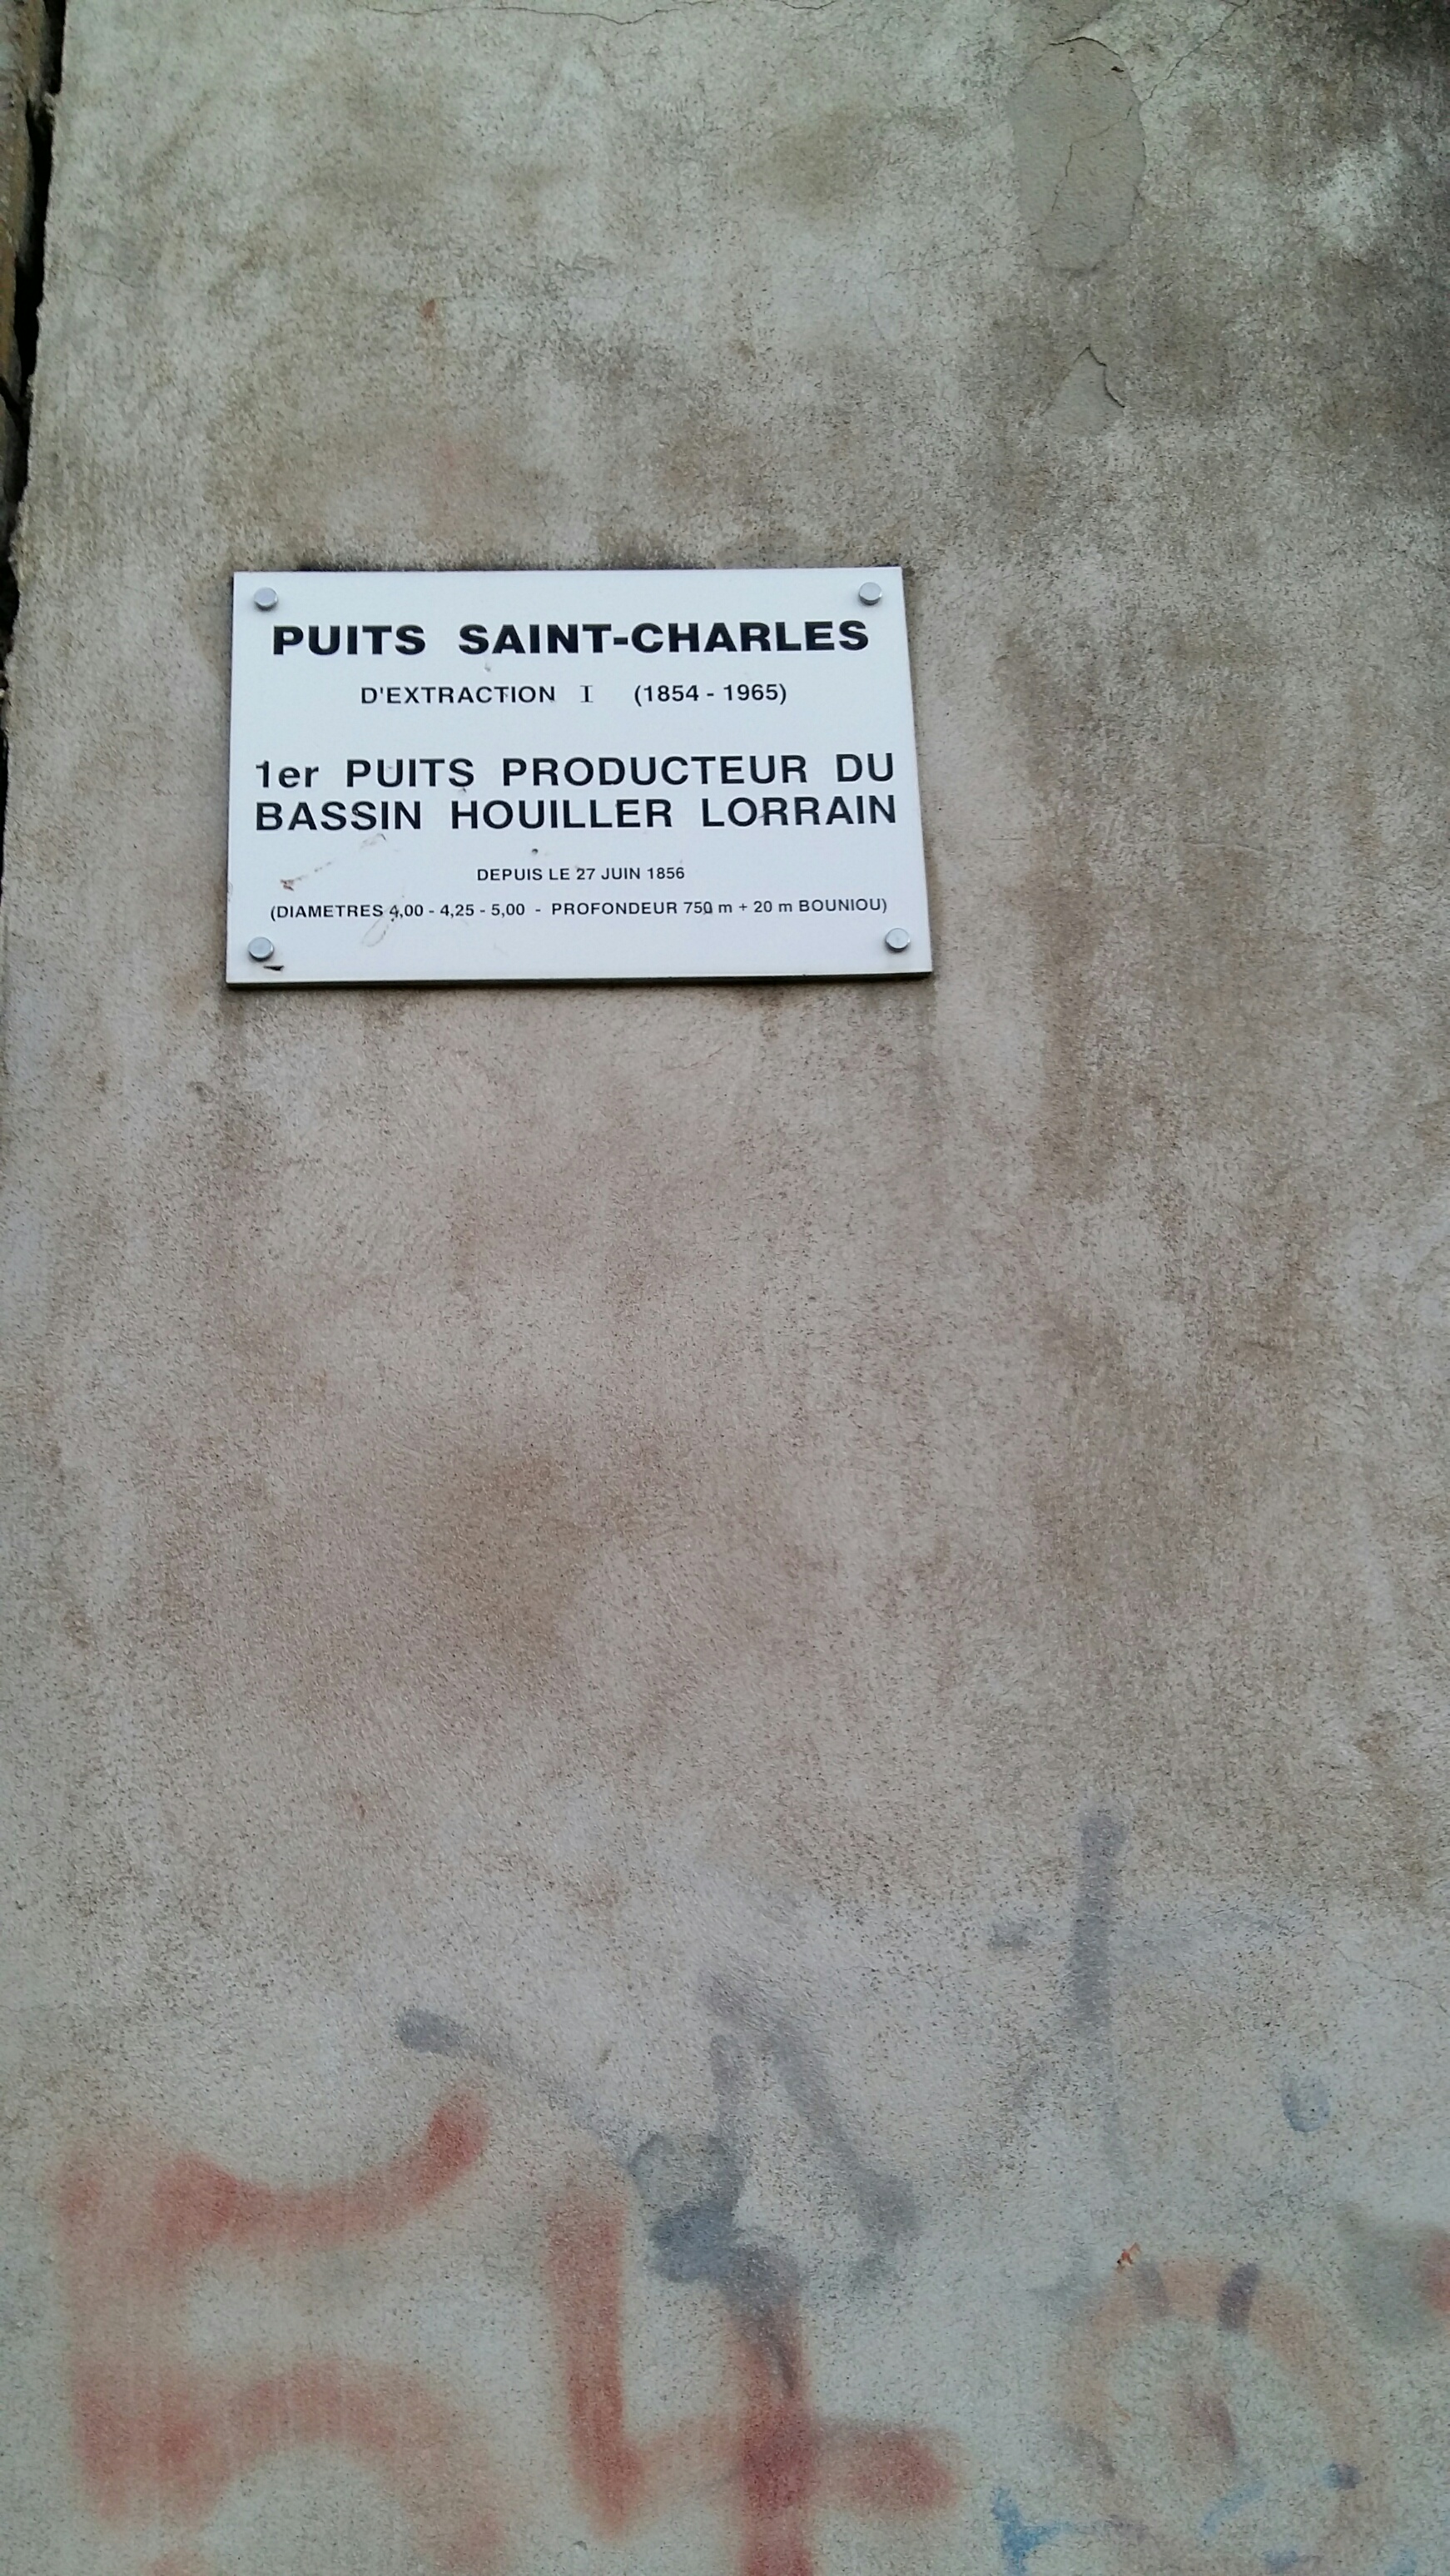 PUITS SAINT-CHARLES
D'EXTRACTION I (1854 - 1965)
1er PUITS PRODUCTEUR DU
BASSIN HOUILLER LORRAIN
DEPUIS LE 27 JUIN 1856
(DIAMETRES 4,00 - 4,25 - 5,00 - PROFONDEUR 750 m + 20 m BOUNIOU)
54